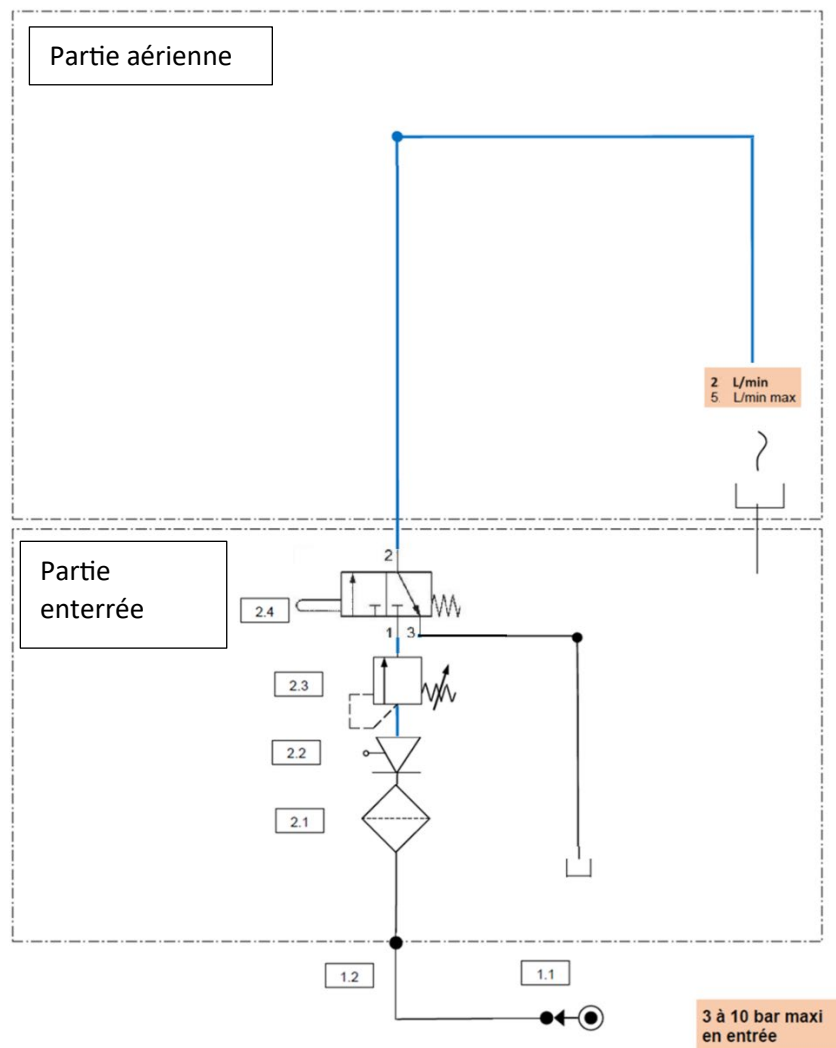 Partie aérienne
2 L/min
5. L/min max
Partie
enterrée
2
2.4
1 3
2.3
2.2
2.1
1.2
1.1
3 à 10 bar maxi
en entrée